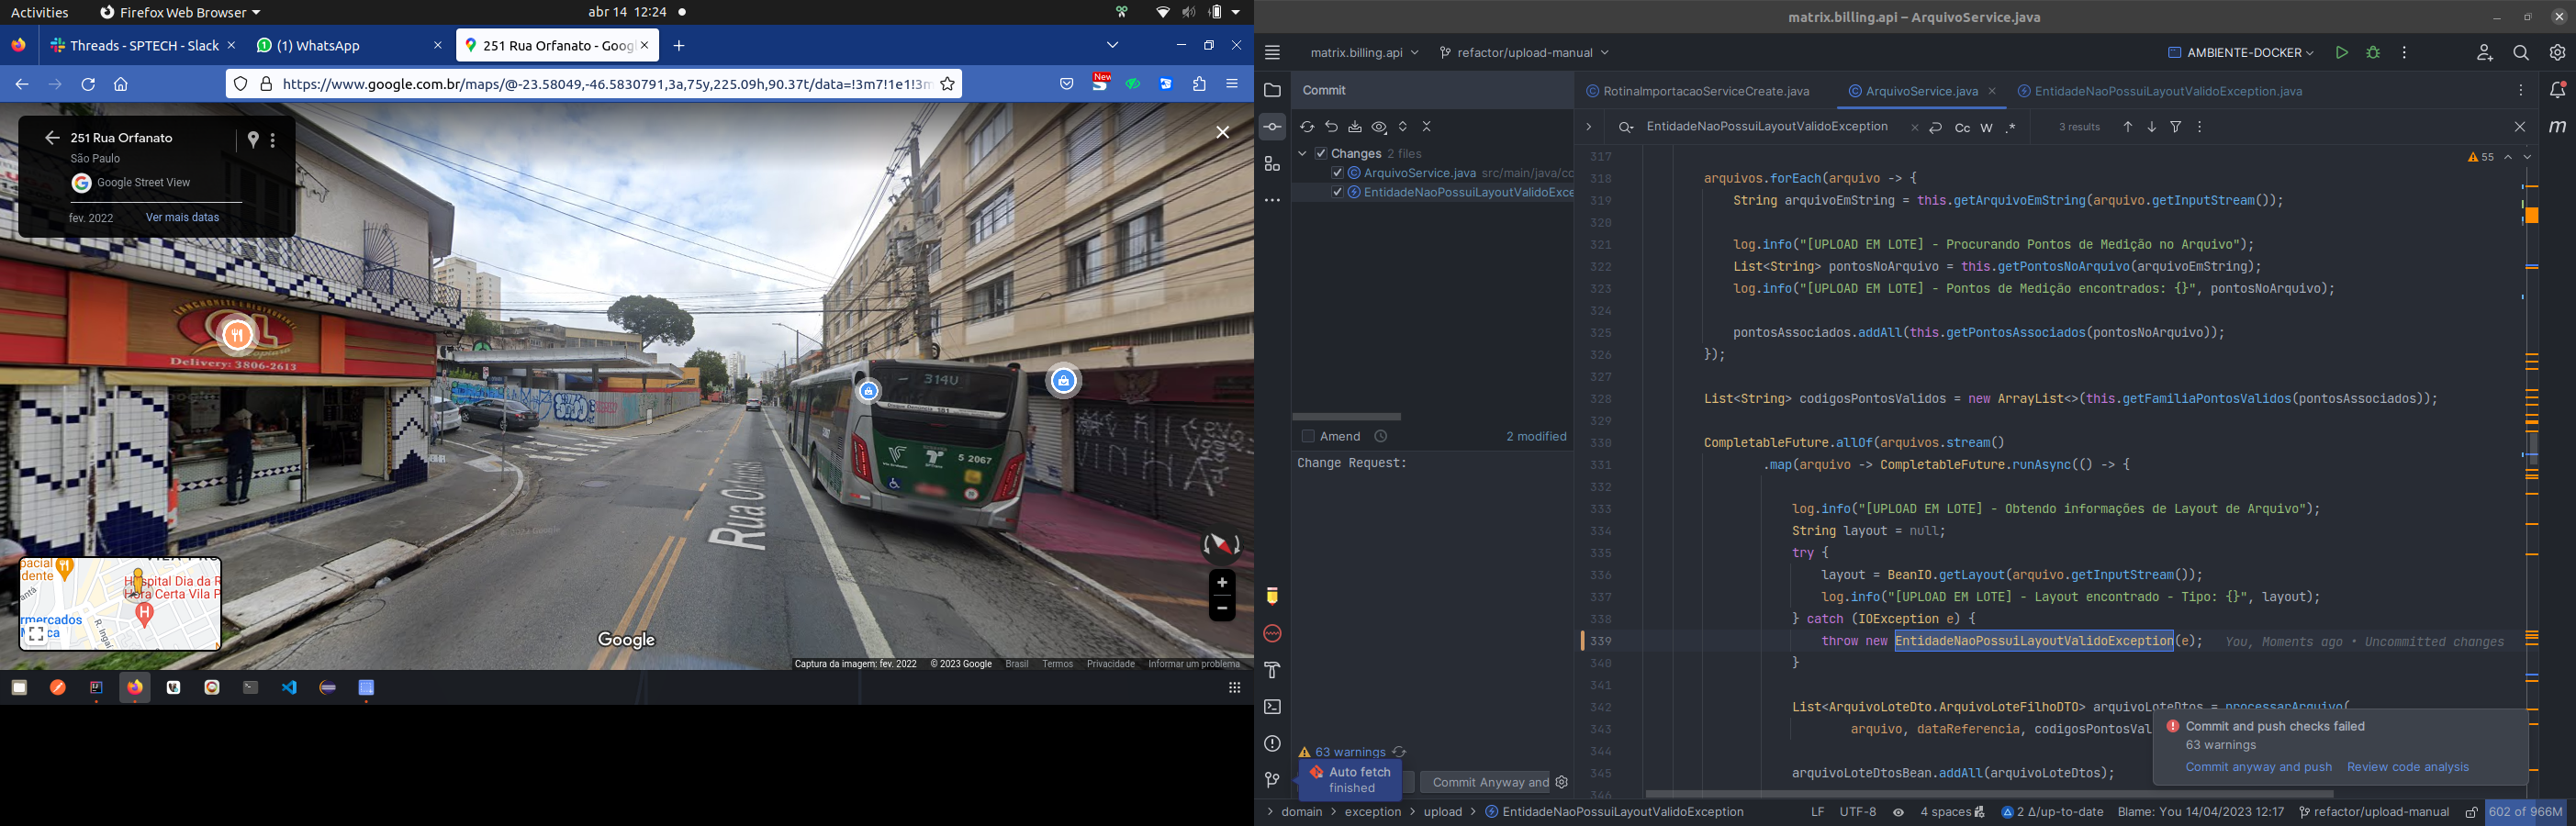 Activities
Firefox Web Browser
abr 14 12:24
Threads - SPTECH - Slack
(1) WhatsApp
251 Rua Orfanato - Goog
https://www.google.com.br/maps/@-23.58049,-46.5830791,3a,75y,225.09h,90.37t/data=!3m7!1e1!3m
New
251 Rua Orfanato
São Paulo
Google Street View
fev. 2022
Ver mais datas
Delivery: 3806-2613
314V
5 2067
Rua Orfanato
© 2022 Google
Hospital Dia da R
Hora Certa Vila P
H
R. Ingai
Google
Captura da imagem: fev. 2022
© 2023 Google
Brasil
Termos
Privacidade
Informar um problema
matrix.billing.api – ArquivoService.java
matrix.billing.api
refactor/upload-manual
AMBIENTE-DOCKER
Commit
RotinaImportacaoServiceCreate.java
ArquivoService.java
EntidadeNaoPossuiLayoutValidoException.java
EntidadeNaoPossuiLayoutValidoException
Cc
W
.*
3 results
Changes 2 files
ArquivoService.java src/main/java/cc
EntidadeNaoPossuiLayoutValidoExce
Amend
2 modified
Change Request:
63 warnings
Auto fetch
finished
Commit Anyway and
55
317
318 arquivos.forEach(arquivo -> {
319 String arquivoEmString = this.getArquivoEmString(arquivo.getInputStream());
320
321 log.info("[UPLOAD EM LOTE] - Procurando Pontos de Medição no Arquivo");
322 List<String> pontosNoArquivo = this.getPontosNoArquivo(arquivoEmString);
323 log.info("[UPLOAD EM LOTE] - Pontos de Medição encontrados: {}", pontosNoArquivo);
324
325 pontosAssociados.addAll(this.getPontosAssociados(pontosNoArquivo));
326 });
327
328 List<String> codigosPontosValidos = new ArrayList<>(this.getFamiliaPontosValidos(pontosAssociados));
329
330 CompletableFuture.allOf(arquivos.stream()
331 .map(arquivo -> CompletableFuture.runAsync(() -> {
332
333 log.info("[UPLOAD EM LOTE] - Obtendo informações de Layout de Arquivo");
334 String layout = null;
335 try {
336 layout = BeanIO.getLayout(arquivo.getInputStream());
337 log.info("[UPLOAD EM LOTE] - Layout encontrado - Tipo: {}", layout);
338 } catch (IOException e) {
339 throw new EntidadeNaoPossuiLayoutValidoException(e); You, Moments ago • Uncommitted changes
340 }
341
342 List<ArquivoLoteDto.ArquivoLoteFilhoDTO> arquivoLoteDtos = processarArquivo(
343 arquivo, dataReferencia, codigosPontosVal
344
345 arquivoLoteDtosBean.addAll(arquivoLoteDtos);
346
Commit and push checks failed
63 warnings
Commit anyway and push
Review code analysis
domain
exception
upload
EntidadeNaoPossuiLayoutValidoException
LF
UTF-8
4 spaces
2 Δ/up-to-date
Blame: You 14/04/2023 12:17
refactor/upload-manual
602 of 966M